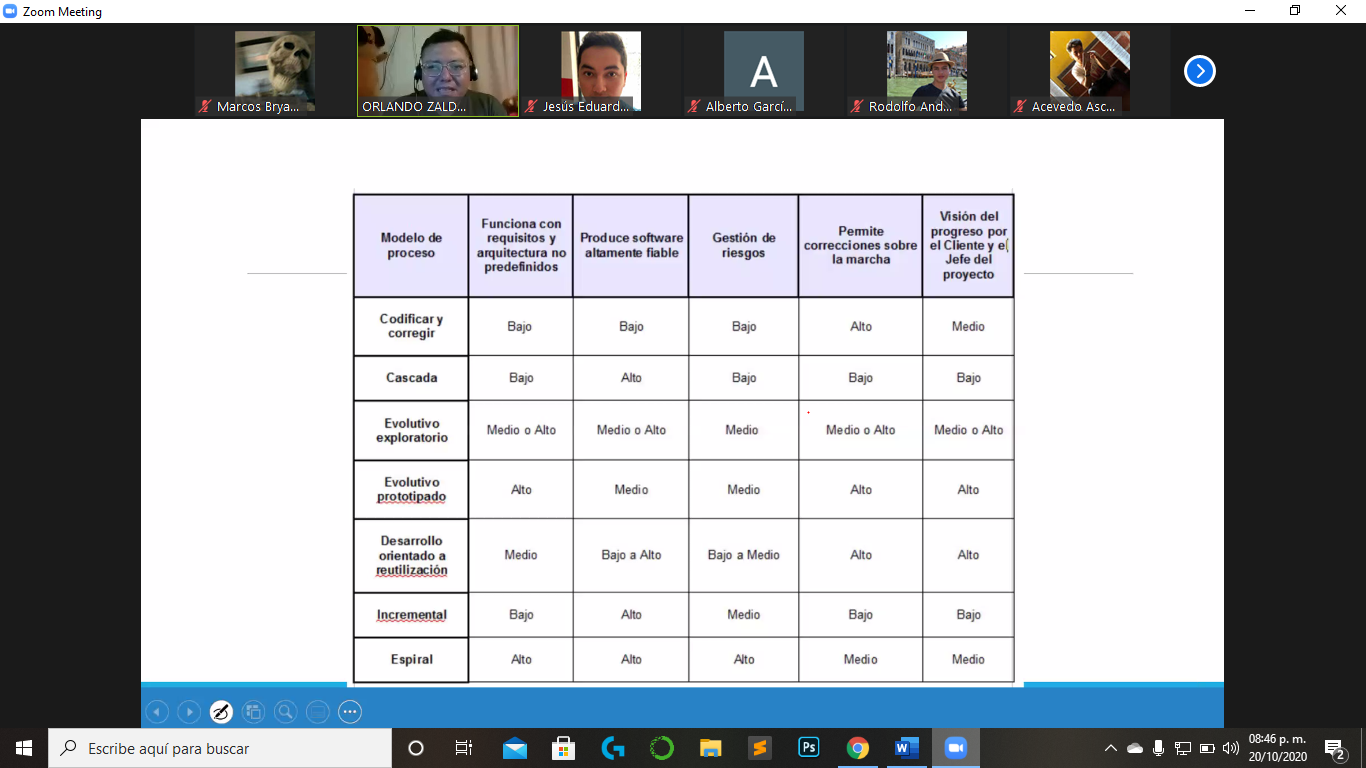 Zoom Meeting
Marcos Brya...
ORLANDO ZALD...
Jesús Eduard...
A
Alberto Garcí...
Rodolfo And...
Acevedo Asc...
Modelo de
proceso
Funciona con
requisitos y
arquitectura no
predefinidos
Produce software
altamente fiable
Gestión de
riesgos
Permite
correcciones sobre
la marcha
Visión del
progreso por
el Cliente y el
Jefe del
proyecto
Codificar y
corregir
Bajo
Bajo
Bajo
Alto
Medio
Cascada
Bajo
Alto
Bajo
Bajo
Bajo
Evolutivo
exploratorio
Medio o Alto
Medio o Alto
Medio
Medio o Alto
Medio o Alto
Evolutivo
prototipado
Alto
Medio
Medio
Alto
Alto
Desarrollo
orientado a
reutilización
Medio
Bajo a Alto
Bajo a Medio
Alto
Alto
Incremental
Bajo
Alto
Medio
Bajo
Bajo
Espiral
Alto
Alto
Alto
Medio
Medio
Escribe aquí para buscar
Ps
W
08:46 p. m.
20/10/2020
2